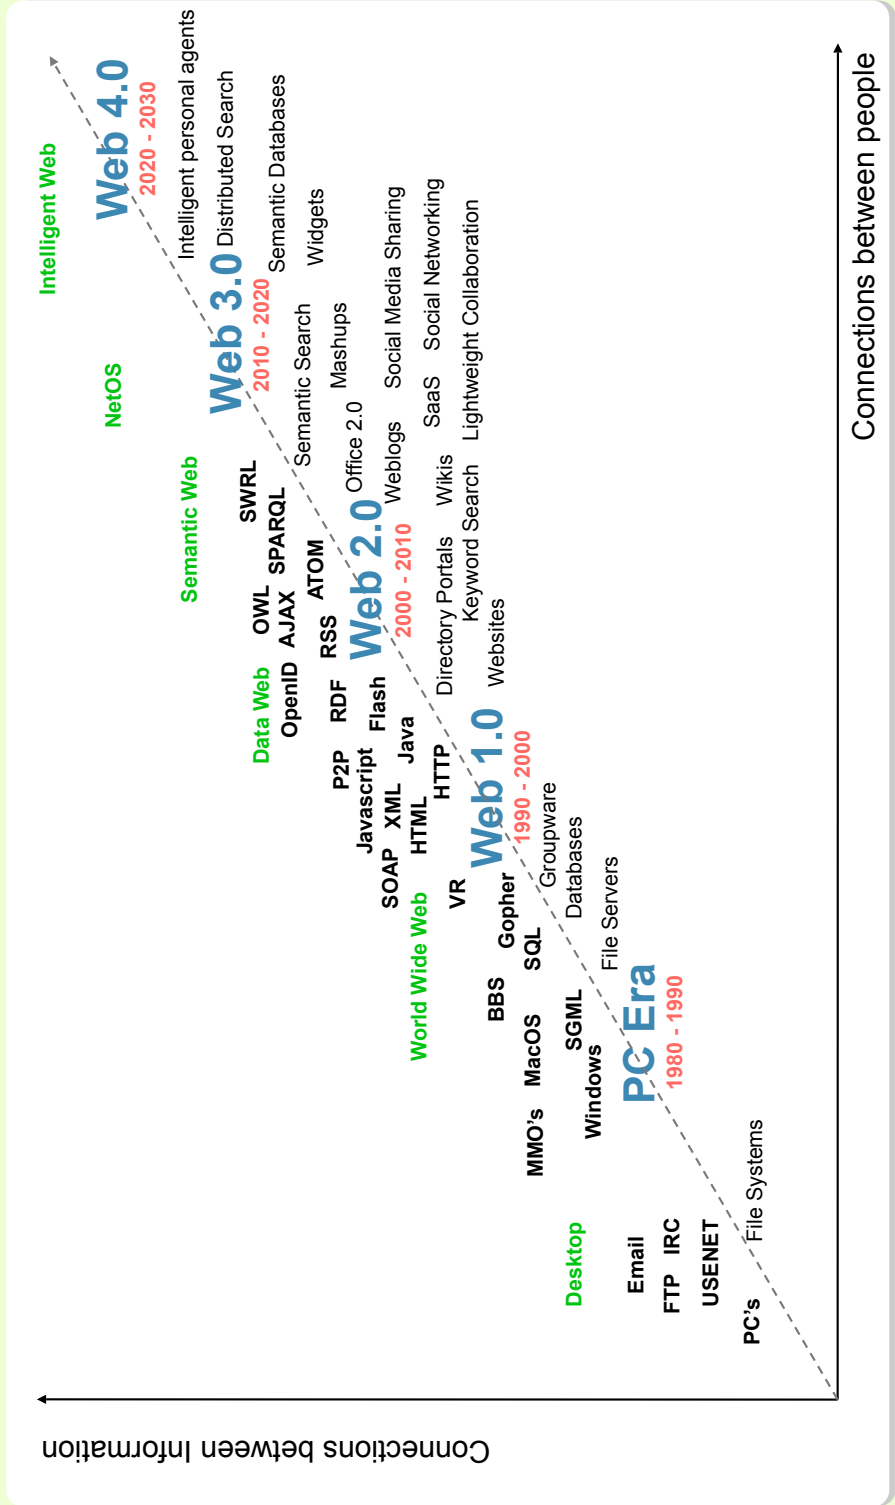 Connections between Information
Connections between people
Intelligent Web
Web 4.0
2020 - 2030
Intelligent personal agents
NetOS
Web 3.0
2010 - 2020
Distributed Search
Semantic Databases
Widgets
Semantic Web
SWRL
SPARQL
OWL
AJAX
ATOM
RSS
Semantic Search
Mashups
Office 2.0
Web 2.0
2000 - 2010
Weblogs
Social Media Sharing
SaaS
Social Networking
Wikis
Lightweight Collaboration
Data Web
OpenID
RDF
Flash
P2P
Javascript
Java
XML
SOAP
HTML
HTTP
Directory Portals
Keyword Search
Websites
World Wide Web
VR
Web 1.0
1990 - 2000
Gopher
BBS
SQL
MacOS
SGML
MMO’s
Windows
Groupware
Databases
File Servers
PC Era
1980 - 1990
Desktop
Email
FTP
IRC
USENET
PC’s
File Systems